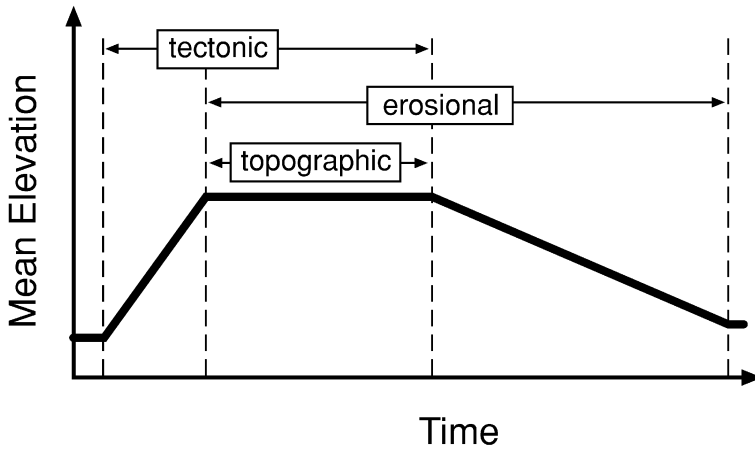 tectonic
erosional
topographic
Mean Elevation
Time